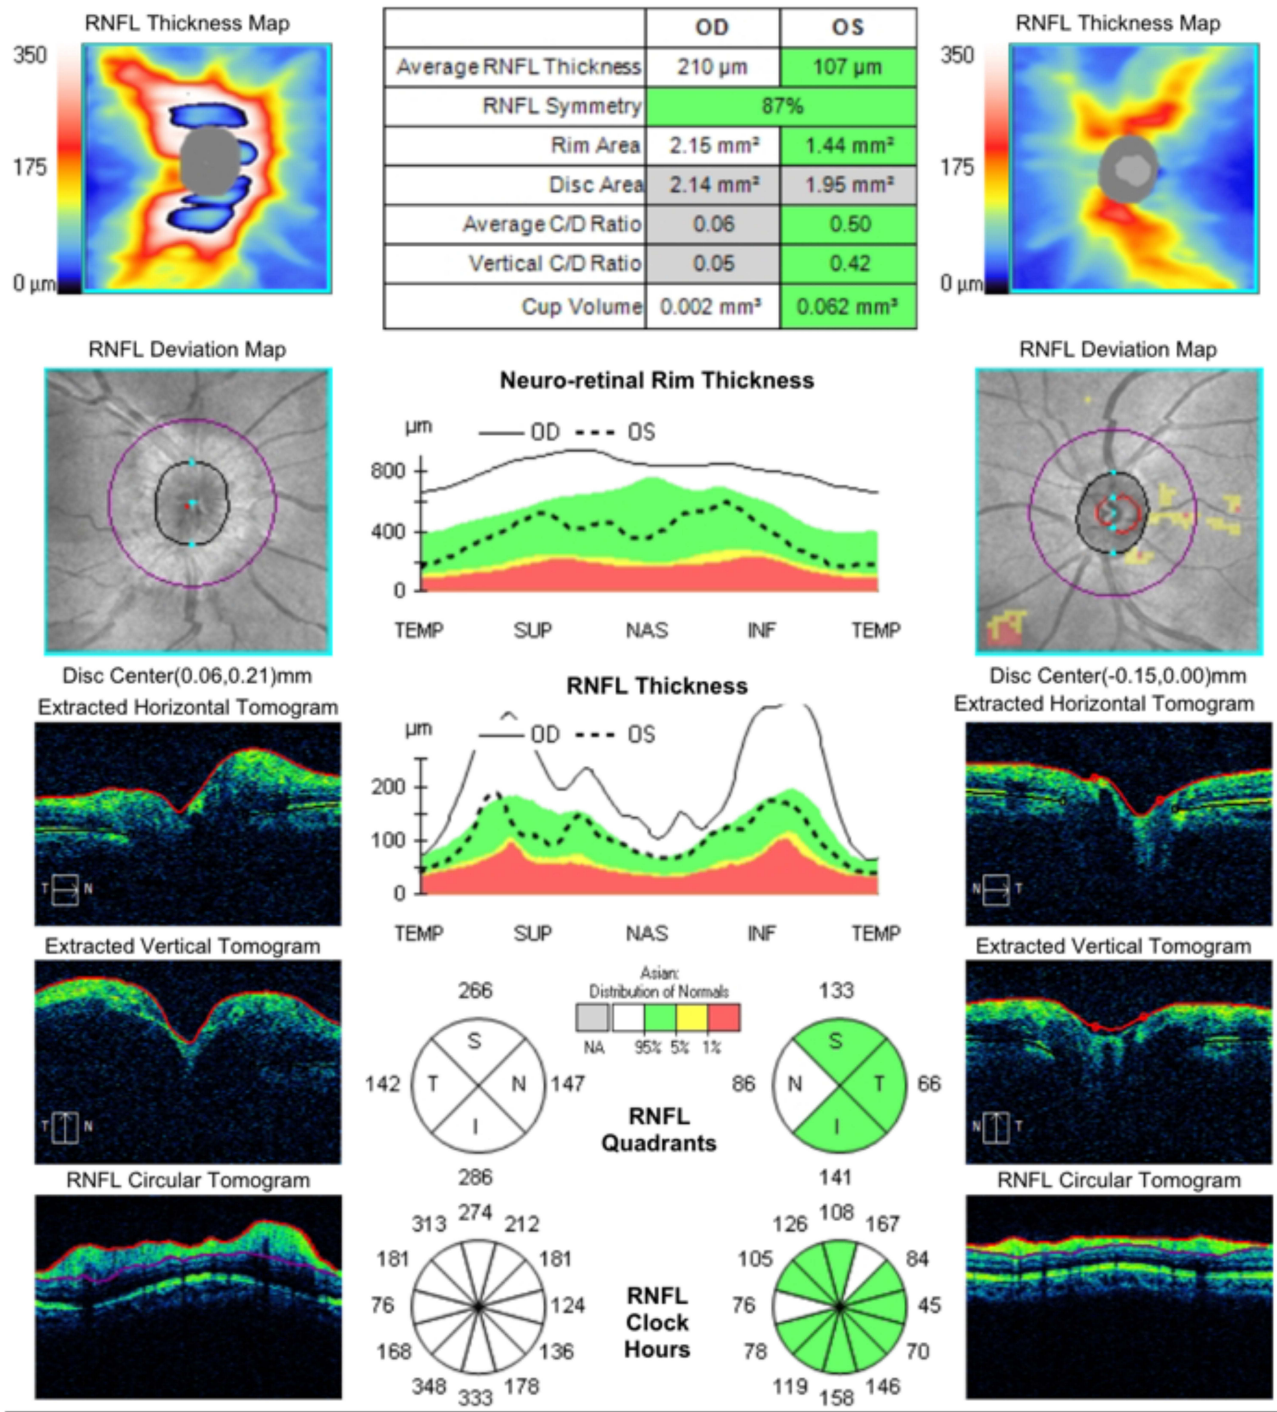 RNFL Thickness Map
350
175
0 µm
OD OS
Average RNFL Thickness 210 µm 107 µm
RNFL Symmetry 87%
Rim Area 2.15 mm² 1.44 mm²
Disc Area 2.14 mm² 1.95 mm²
Average C/D Ratio 0.06 0.50
Vertical C/D Ratio 0.05 0.42
Cup Volume 0.002 mm³ 0.062 mm³
RNFL Thickness Map
350
175
0 µm
RNFL Deviation Map
Disc Center(0.06,0.21)mm
Extracted Horizontal Tomogram
T N
Extracted Vertical Tomogram
T N
RNFL Circular Tomogram
Neuro-retinal Rim Thickness
µm
OD OS
800
400
0
TEMP SUP NAS INF TEMP
RNFL Thickness
µm
OD OS
200
100
0
TEMP SUP NAS INF TEMP
Asian:
Distribution of Normals
NA 95% 5% 1%
266
S
142 T N 147
I
286
RNFL
Quadrants
133
S
86 N T 66
I
141
274
313 212
181 181
76 124
168 136
348 178
333
RNFL
Clock
Hours
108
126 167
105 84
76 45
78 70
119 146
158
RNFL Deviation Map
Disc Center(-0.15,0.00)mm
Extracted Horizontal Tomogram
N T
Extracted Vertical Tomogram
N T
RNFL Circular Tomogram